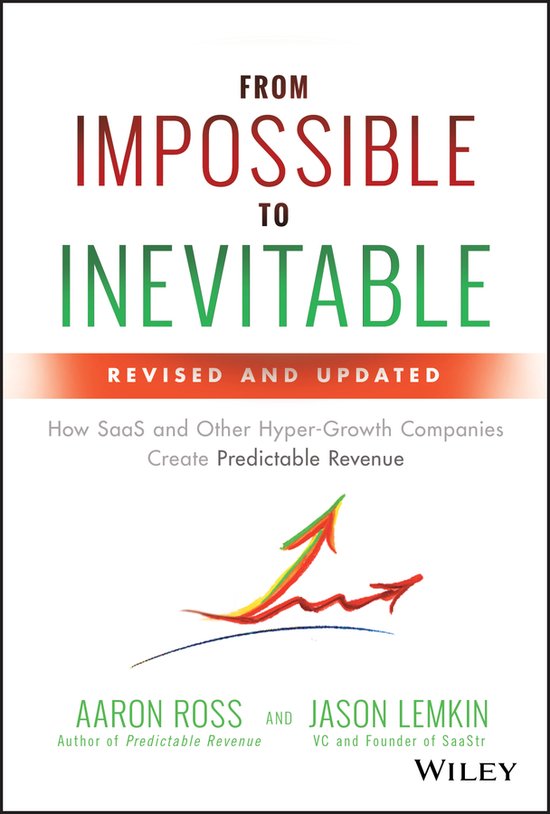 FROM
IMPOSSIBLE
TO
INEVITABLE
REVISED AND UPDATED
How SaaS and Other Hyper-Growth Companies
Create Predictable Revenue
AARON ROSS AND JASON LEMKIN
Author of Predictable Revenue VC and Founder of SaaStr
WILEY